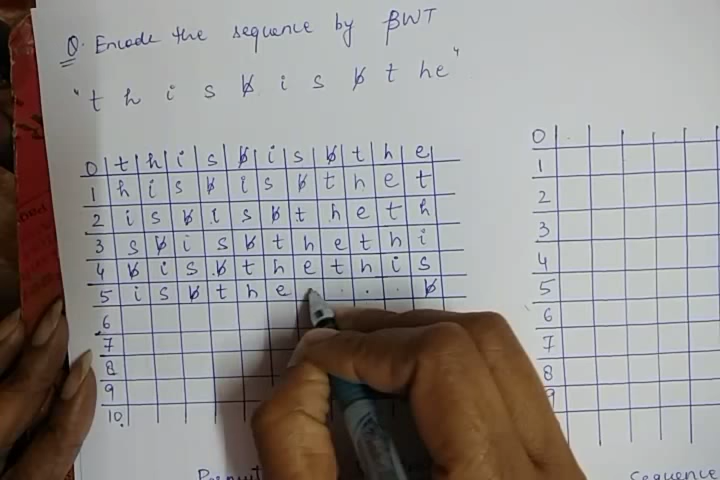 Q. Encode the sequence by BWT
"t h i s ƀ i s ƀ t he"
0 t h i s ƀ i s ƀ t h e
1 h i s ƀ i s ƀ t h e t
2 i s ƀ i s ƀ t h e t h
3 s ƀ i s ƀ t h e t h i
4 ƀ i s ƀ t h e t h i s
5 i s ƀ t h e . . . ƀ
6
7
8
9
10.
0
1
2
3
4
5
6
7
8
9
Sequence